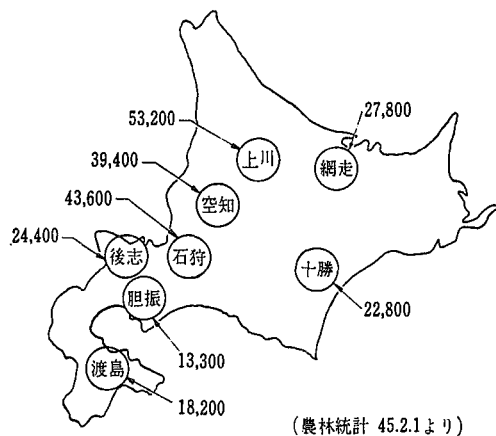 27,800
53,200
上川
網走
39,400
空知
43,600
24,400
後志
石狩
十勝
胆振
22,800
13,300
渡島
18,200
(農林統計 45.2.1より)